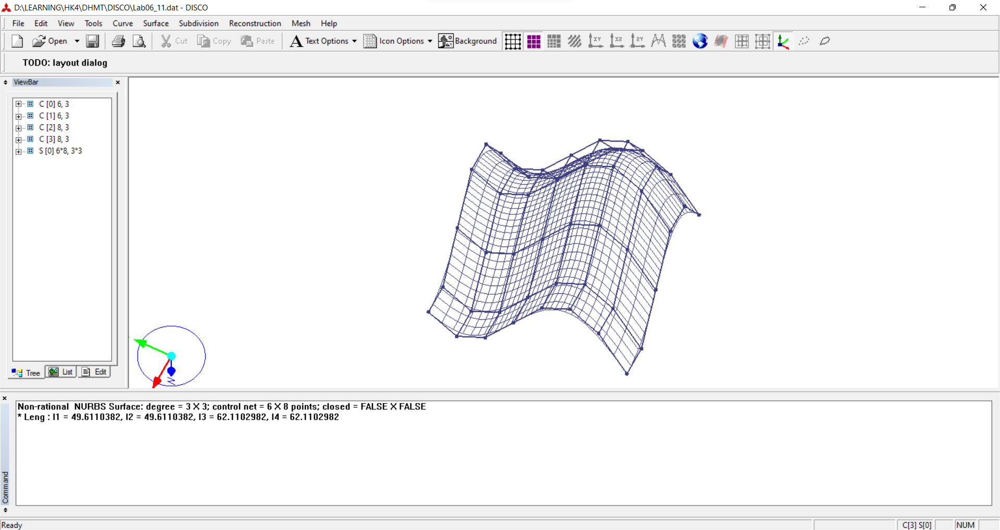 D:\LEARNING\HK4\DHMT\DISCO\Lab06_11.dat - DISCO
File Edit View Tools Curve Surface Subdivision Reconstruction Mesh Help
Open Cut Copy Paste Text Options Icon Options Background XY XZ ZY
TODO: layout dialog
ViewBar
C [0] 6, 3
C [1] 6, 3
C [2] 8, 3
C [3] 8, 3
S [0] 6*8, 3*3
Tree List Edit
Z
Non-rational NURBS Surface: degree = 3 X 3; control net = 6 X 8 points; closed = FALSE X FALSE
* Leng : l1 = 49.6110382, l2 = 49.6110382, l3 = 62.1102982, l4 = 62.1102982
Command
Ready C[3] S[0] NUM